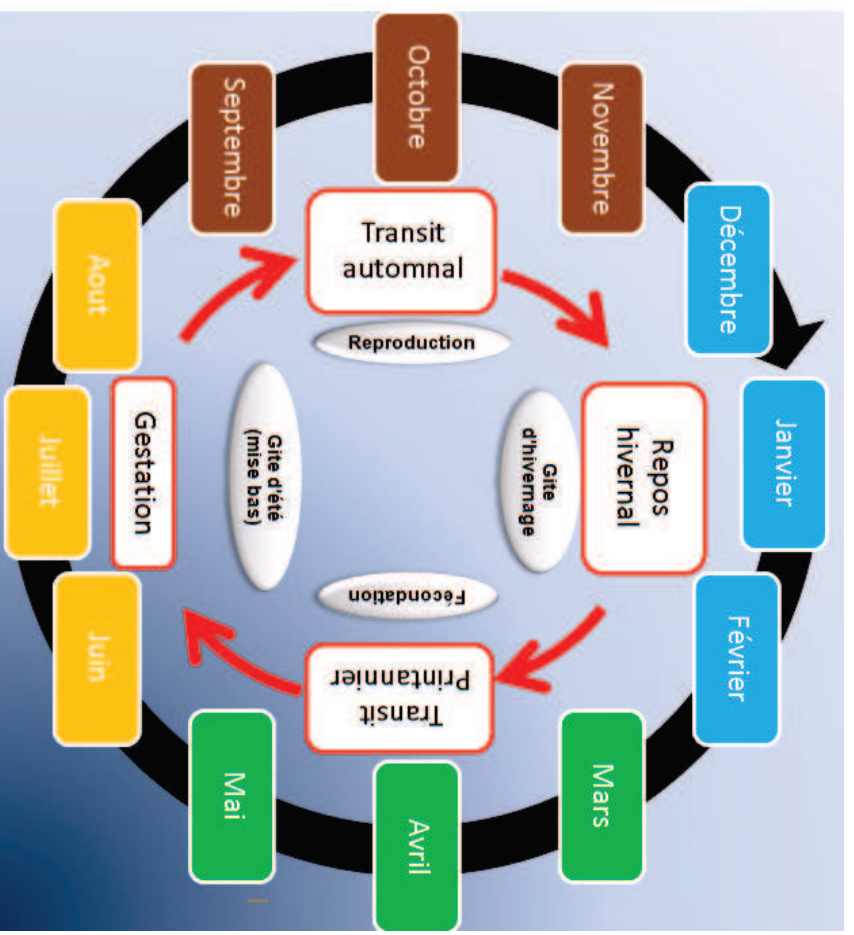 Janvier
Février
Mars
Avril
Mai
Juin
Juillet
Aout
Septembre
Octobre
Novembre
Décembre
Repos
hivernal
Gite
d'hivernage
Transit
Printannier
Fécondation
Gestation
Gite d'été
(mise bas)
Transit
automnal
Reproduction